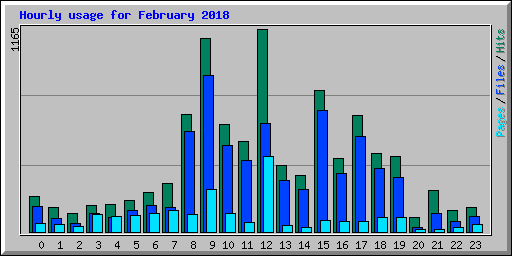 Hourly usage for February 2018
1165
Pages / Files / Hits
0 1 2 3 4 5 6 7 8 9 10 11 12 13 14 15 16 17 18 19 20 21 22 23